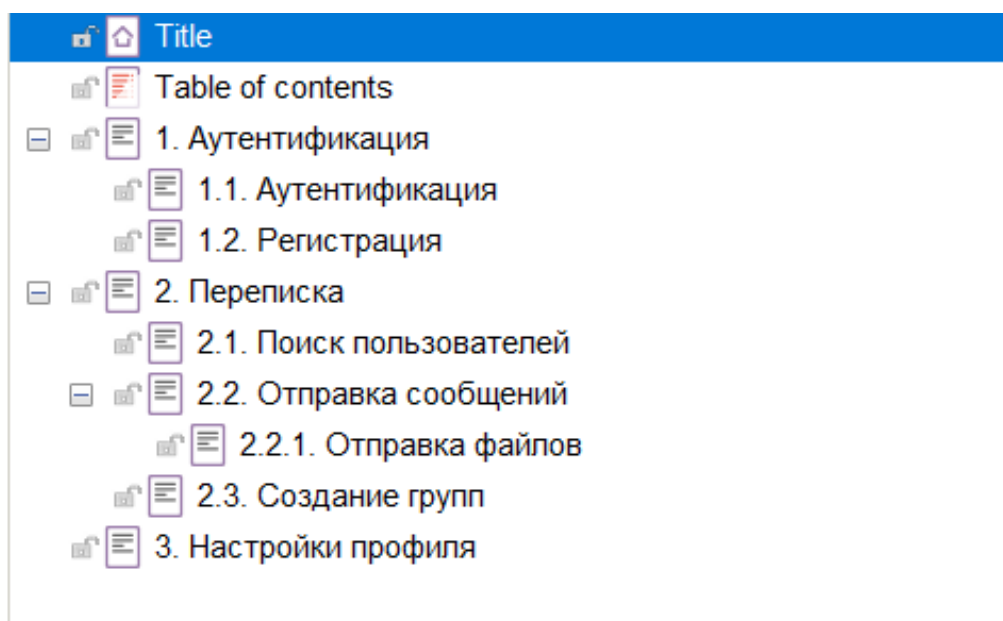 Title
Table of contents
1. Аутентификация
1.1. Аутентификация
1.2. Регистрация
2. Переписка
2.1. Поиск пользователей
2.2. Отправка сообщений
2.2.1. Отправка файлов
2.3. Создание групп
3. Настройки профиля